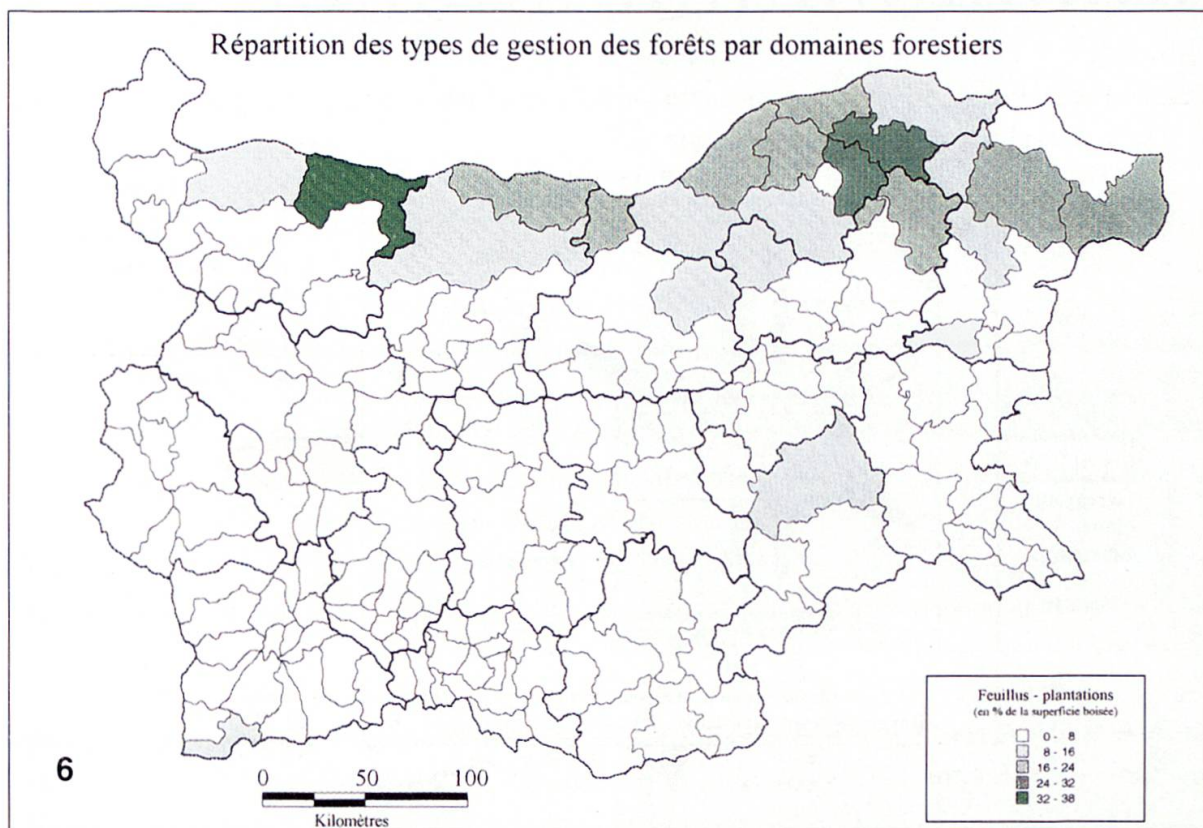 Répartition des types de gestion des forêts par domaines forestiers
Feuillus - plantations
(en % de la superficie boisée)
0 - 8
8 - 16
16 - 24
24 - 32
32 - 38
6
0 50 100
Kilomètres